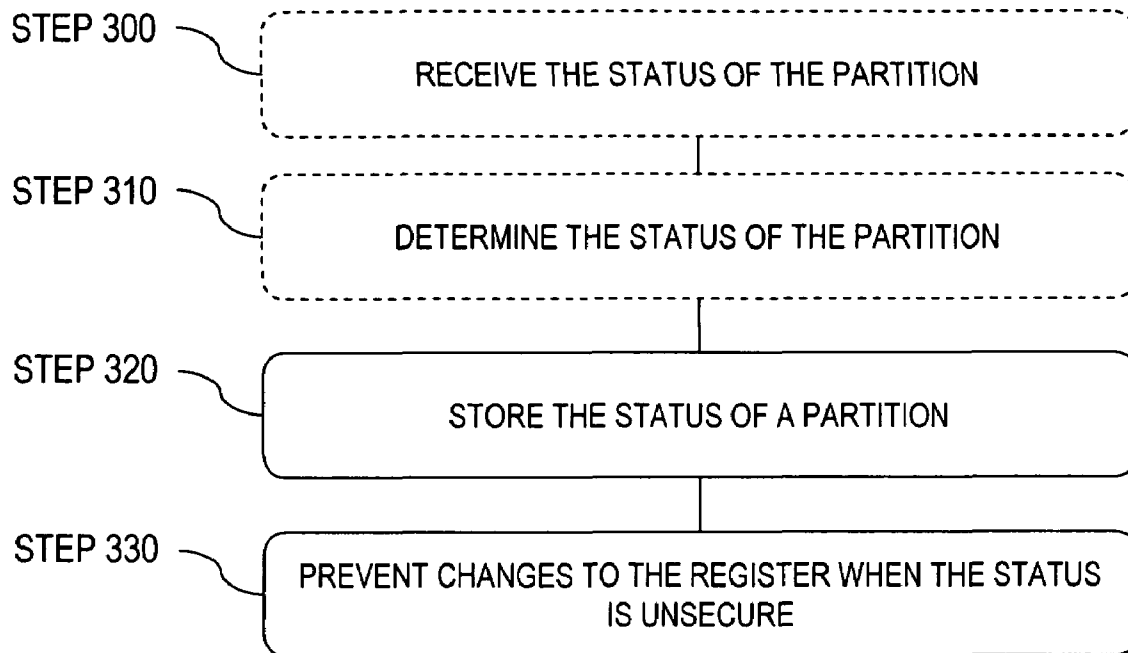 STEP 300
RECEIVE THE STATUS OF THE PARTITION
STEP 310
DETERMINE THE STATUS OF THE PARTITION
STEP 320
STORE THE STATUS OF A PARTITION
STEP 330
PREVENT CHANGES TO THE REGISTER WHEN THE STATUS
IS UNSECURE